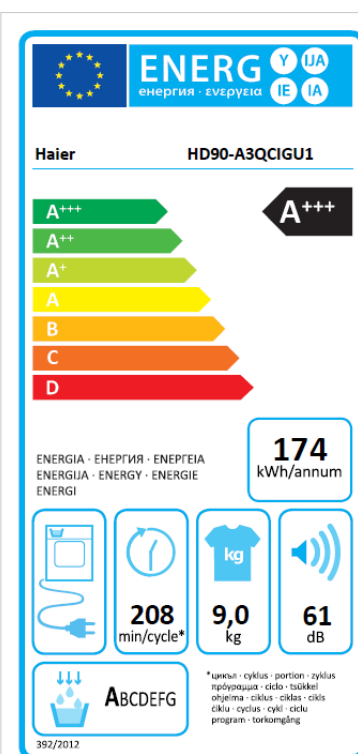 ENERG Y IJA
енергия · ενεργεια IE IA
Haier HD90-A3QCIGU1
A+++ A+++
A++
A+
A
B
C
D
174
kWh/annum
ENERGIA · ЕНЕРГИЯ · ΕΝΕΡΓΕΙΑ
ENERGIJA · ENERGY · ENERGIE
ENERGI
kg
208 9,0 61
min/cycle* kg dB
ABCDEFG
*цикъл · cyklus · portion · zyklus
πρόγραμμα · ciclo · tsükkel
ohjelma · ciklus · ciklas · cikls
ċiklu · cyclus · cykl · ciclu
program · torkomgång
392/2012